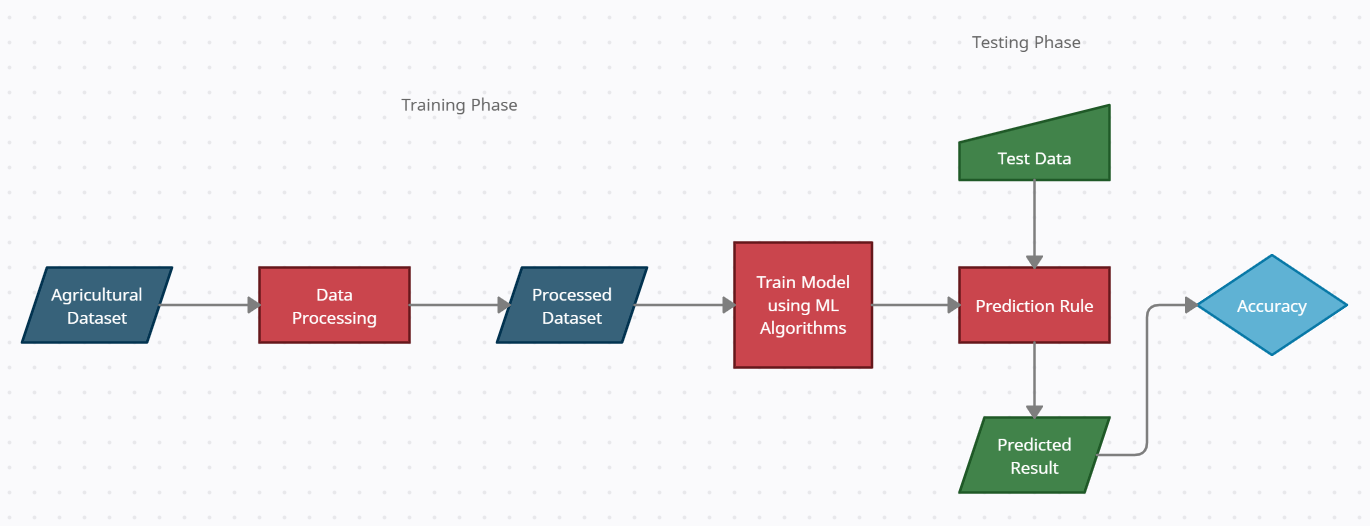 Testing Phase
Training Phase
Test Data
Agricultural
Dataset
Data
Processing
Processed
Dataset
Train Model
using ML
Algorithms
Prediction Rule
Accuracy
Predicted
Result